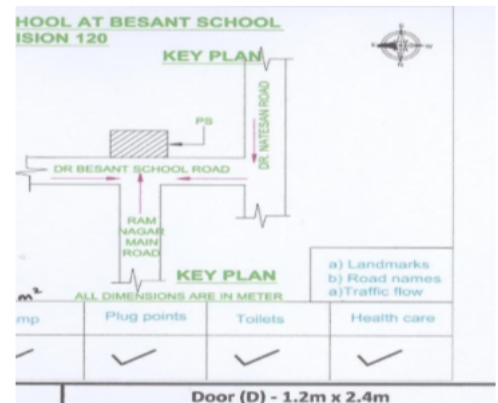 HOOL AT BESANT SCHOOL
ISION 120
KEY PLAN
PS
DR. NATESAN ROAD
DR BESANT SCHOOL ROAD
RAM
NAGAR
MAIN
ROAD
KEY PLAN
ALL DIMENSIONS ARE IN METER
a) Landmarks
b) Road names
a)Traffic flow
m²
mp
Plug points
Toilets
Health care
Door (D) - 1.2m x 2.4m